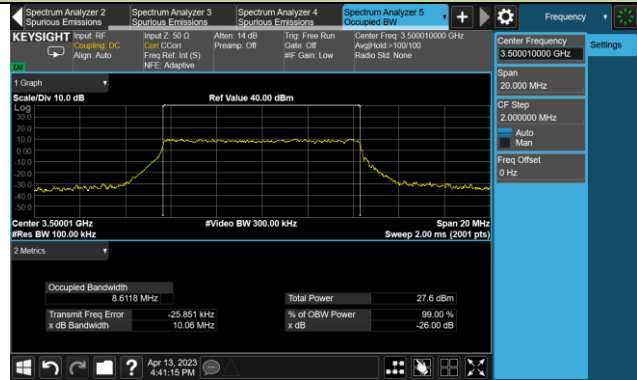 Spectrum Analyzer 2
Spurious Emissions
Spectrum Analyzer 3
Spurious Emissions
Spectrum Analyzer 4
Spurious Emissions
Spectrum Analyzer 5
Occupied BW
Frequency
KEYSIGHT
Input: RF
Coupling: DC
Align: Auto
Input Z: 50 Ω
Corr CCorr
Freq Ref: Int (S)
NFE: Adaptive
Atten: 14 dB
Preamp: Off
Trig: Free Run
Gate: Off
#IF Gain: Low
Center Freq: 3.500010000 GHz
Avg|Hold:>100/100
Radio Std: None
Center Frequency
3.500010000 GHz
Settings
Span
20.000 MHz
CF Step
2.000000 MHz
Auto
Man
Freq Offset
0 Hz
1 Graph
Scale/Div 10.0 dB
Ref Value 40.00 dBm
Log
30.0
20.0
10.0
0.00
-10.0
-20.0
-30.0
-40.0
-50.0
Center 3.50001 GHz
#Video BW 300.00 kHz
Span 20 MHz
#Res BW 100.00 kHz
Sweep 2.00 ms (2001 pts)
2 Metrics
Occupied Bandwidth
8.6118 MHz
Total Power 27.6 dBm
Transmit Freq Error -25.851 kHz
% of OBW Power 99.00 %
x dB Bandwidth 10.06 MHz
x dB -26.00 dB
Apr 13, 2023
4:41:15 PM